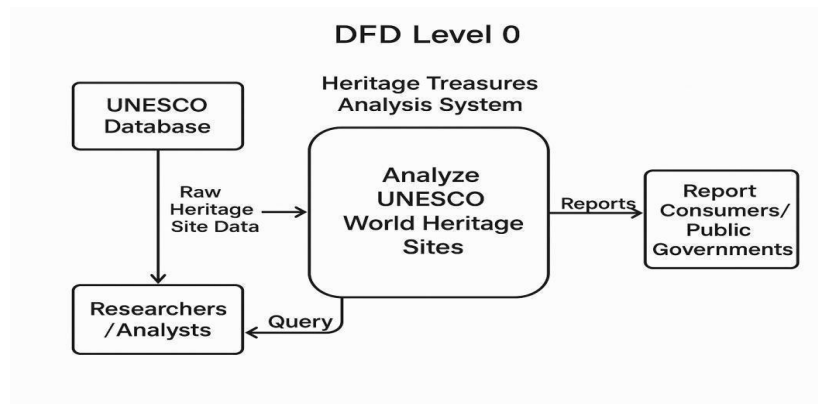 DFD Level 0
Heritage Treasures
Analysis System
UNESCO
Database
Raw
Heritage
Site Data
Analyze
UNESCO
World Heritage
Sites
Reports
Report
Consumers/
Public
Governments
Researchers
/Analysts
Query